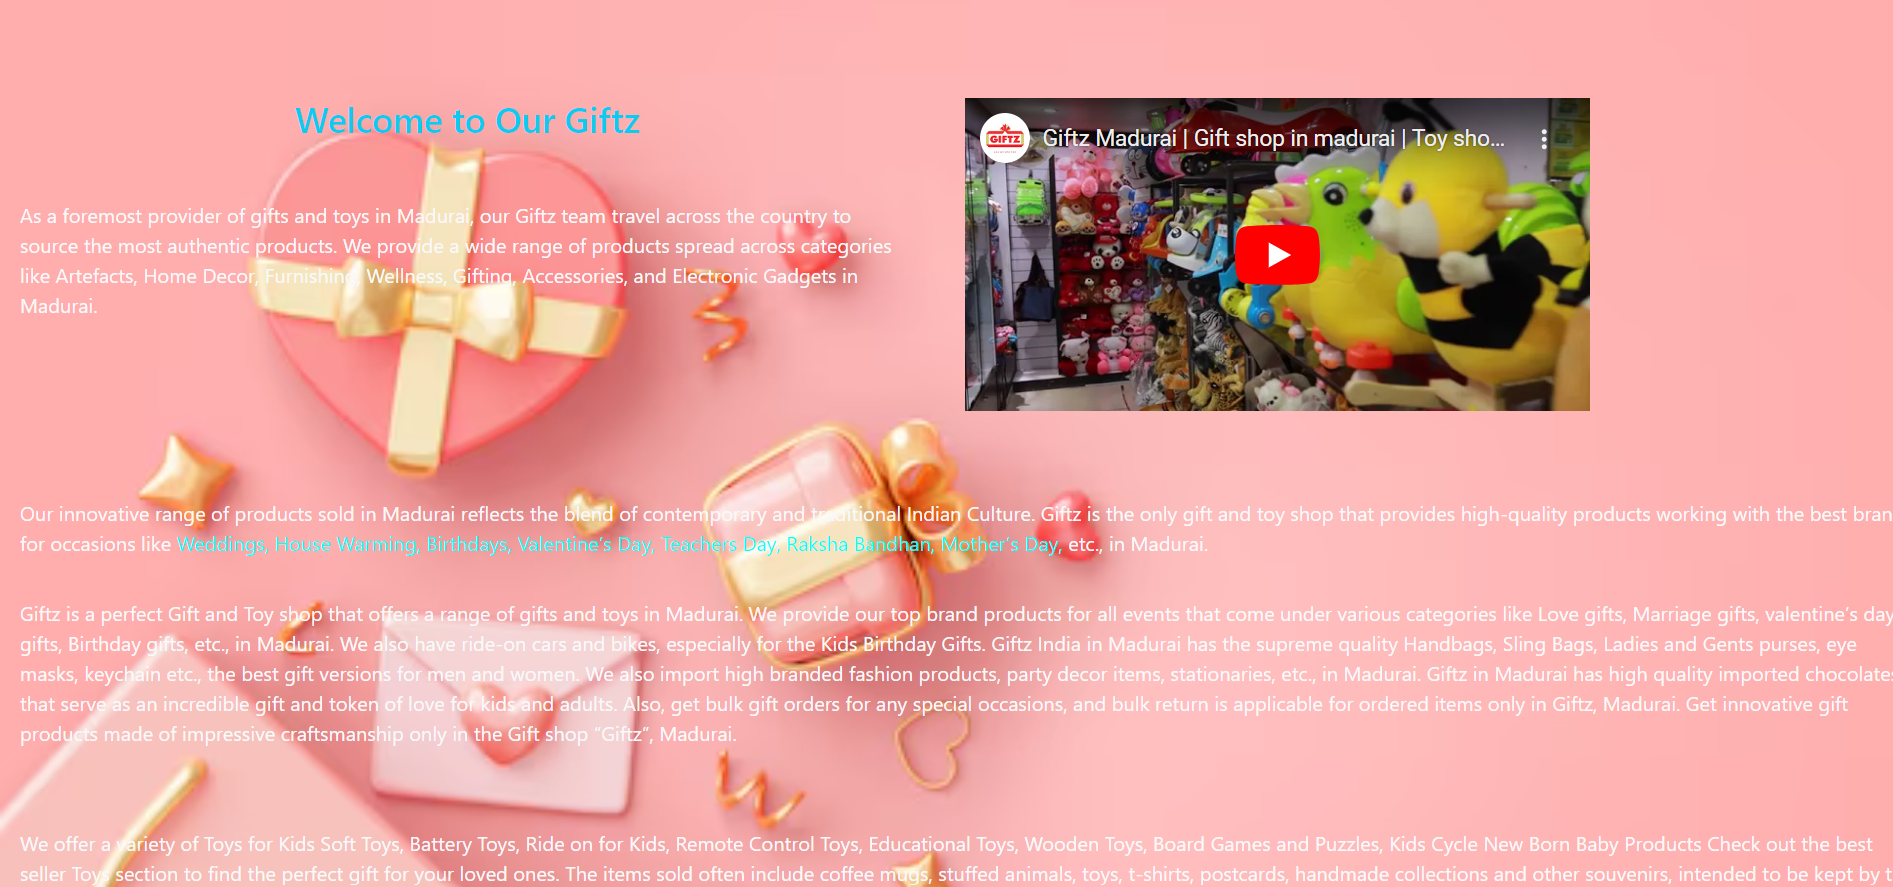 Welcome to Our Giftz
GIFTZ
Giftz Madurai | Gift shop in madurai | Toy sho...
As a foremost provider of gifts and toys in Madurai, our Giftz team travel across the country to
source the most authentic products. We provide a wide range of products spread across categories
like Artefacts, Home Decor, Furnishing, Wellness, Gifting, Accessories, and Electronic Gadgets in
Madurai.
Our innovative range of products sold in Madurai reflects the blend of contemporary and traditional Indian Culture. Giftz is the only gift and toy shop that provides high-quality products working with the best bran
for occasions like Weddings, House Warming, Birthdays, Valentine's Day, Teachers Day, Raksha Bandhan, Mother's Day, etc., in Madurai.
Giftz is a perfect Gift and Toy shop that offers a range of gifts and toys in Madurai. We provide our top brand products for all events that come under various categories like Love gifts, Marriage gifts, valentine's day
gifts, Birthday gifts, etc., in Madurai. We also have ride-on cars and bikes, especially for the Kids Birthday Gifts. Giftz India in Madurai has the supreme quality Handbags, Sling Bags, Ladies and Gents purses, eye
masks, keychain etc., the best gift versions for men and women. We also import high branded fashion products, party decor items, stationaries, etc., in Madurai. Giftz in Madurai has high quality imported chocolates
that serve as an incredible gift and token of love for kids and adults. Also, get bulk gift orders for any special occasions, and bulk return is applicable for ordered items only in Giftz, Madurai. Get innovative gift
products made of impressive craftsmanship only in the Gift shop "Giftz", Madurai.
We offer a variety of Toys for Kids Soft Toys, Battery Toys, Ride on for Kids, Remote Control Toys, Educational Toys, Wooden Toys, Board Games and Puzzles, Kids Cycle New Born Baby Products Check out the best
seller Toys section to find the perfect gift for your loved ones. The items sold often include coffee mugs, stuffed animals, toys, t-shirts, postcards, handmade collections and other souvenirs, intended to be kept by t